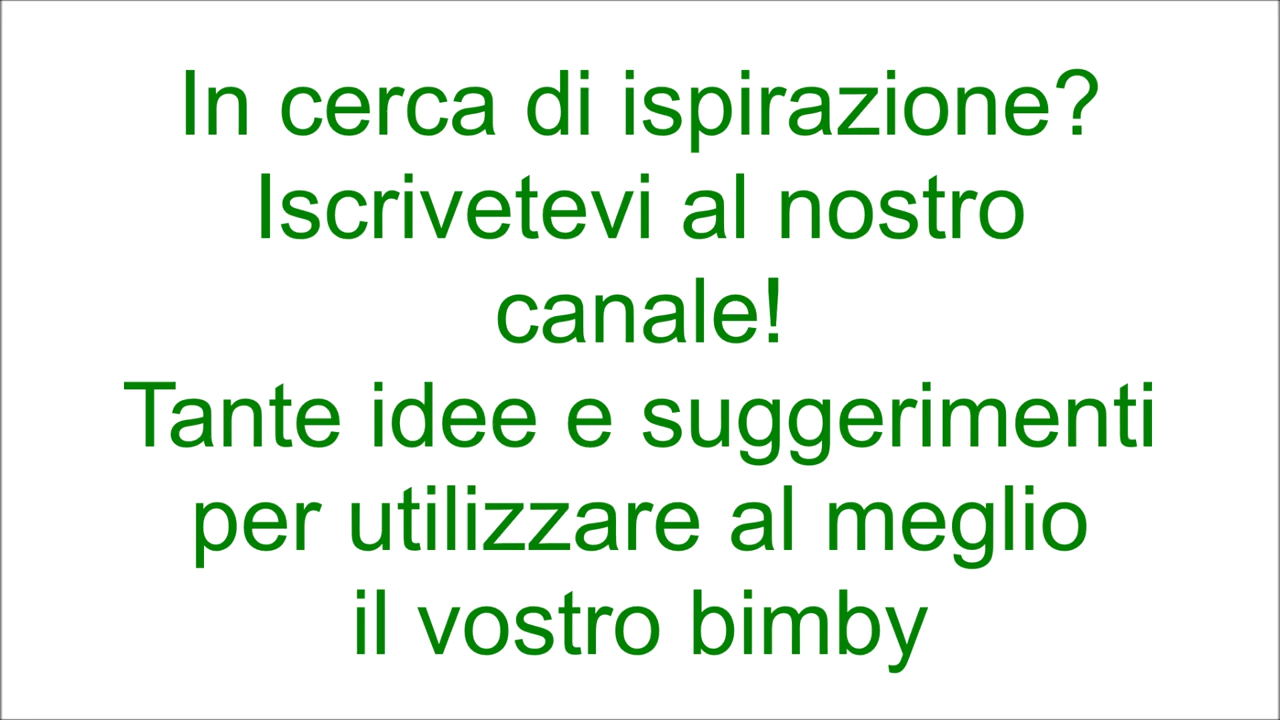 In cerca di ispirazione?
Iscrivetevi al nostro
canale!
Tante idee e suggerimenti
per utilizzare al meglio
il vostro bimby